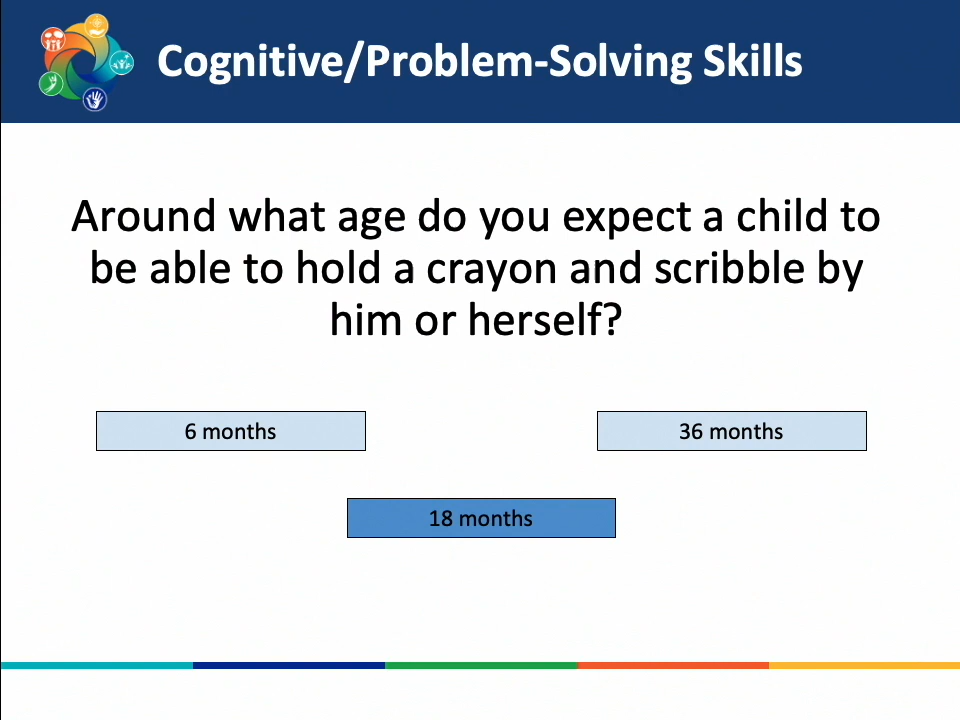 Cognitive/Problem-Solving Skills
Around what age do you expect a child to
be able to hold a crayon and scribble by
him or herself?
6 months
36 months
18 months